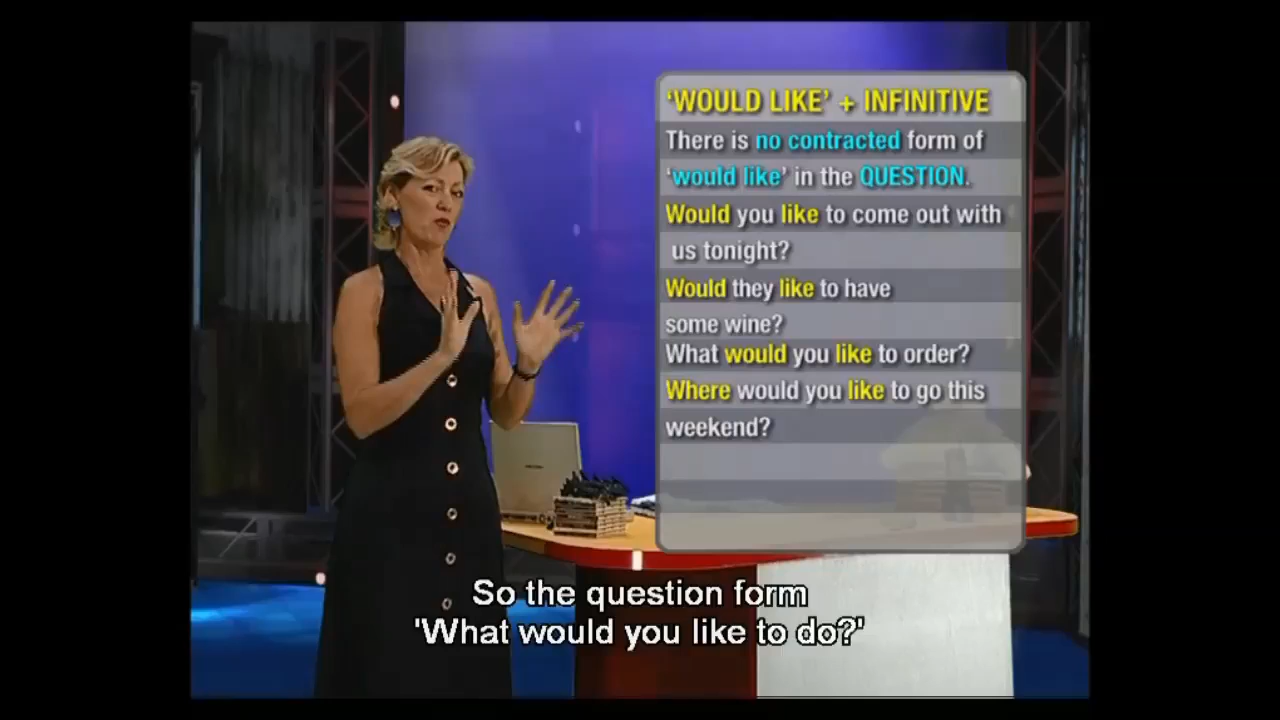 'WOULD LIKE' + INFINITIVE
There is no contracted form of
'would like' in the QUESTION.
Would you like to come out with
us tonight?
Would they like to have
some wine?
What would you like to order?
Where would you like to go this
weekend?
So the question form
'What would you like to do?'